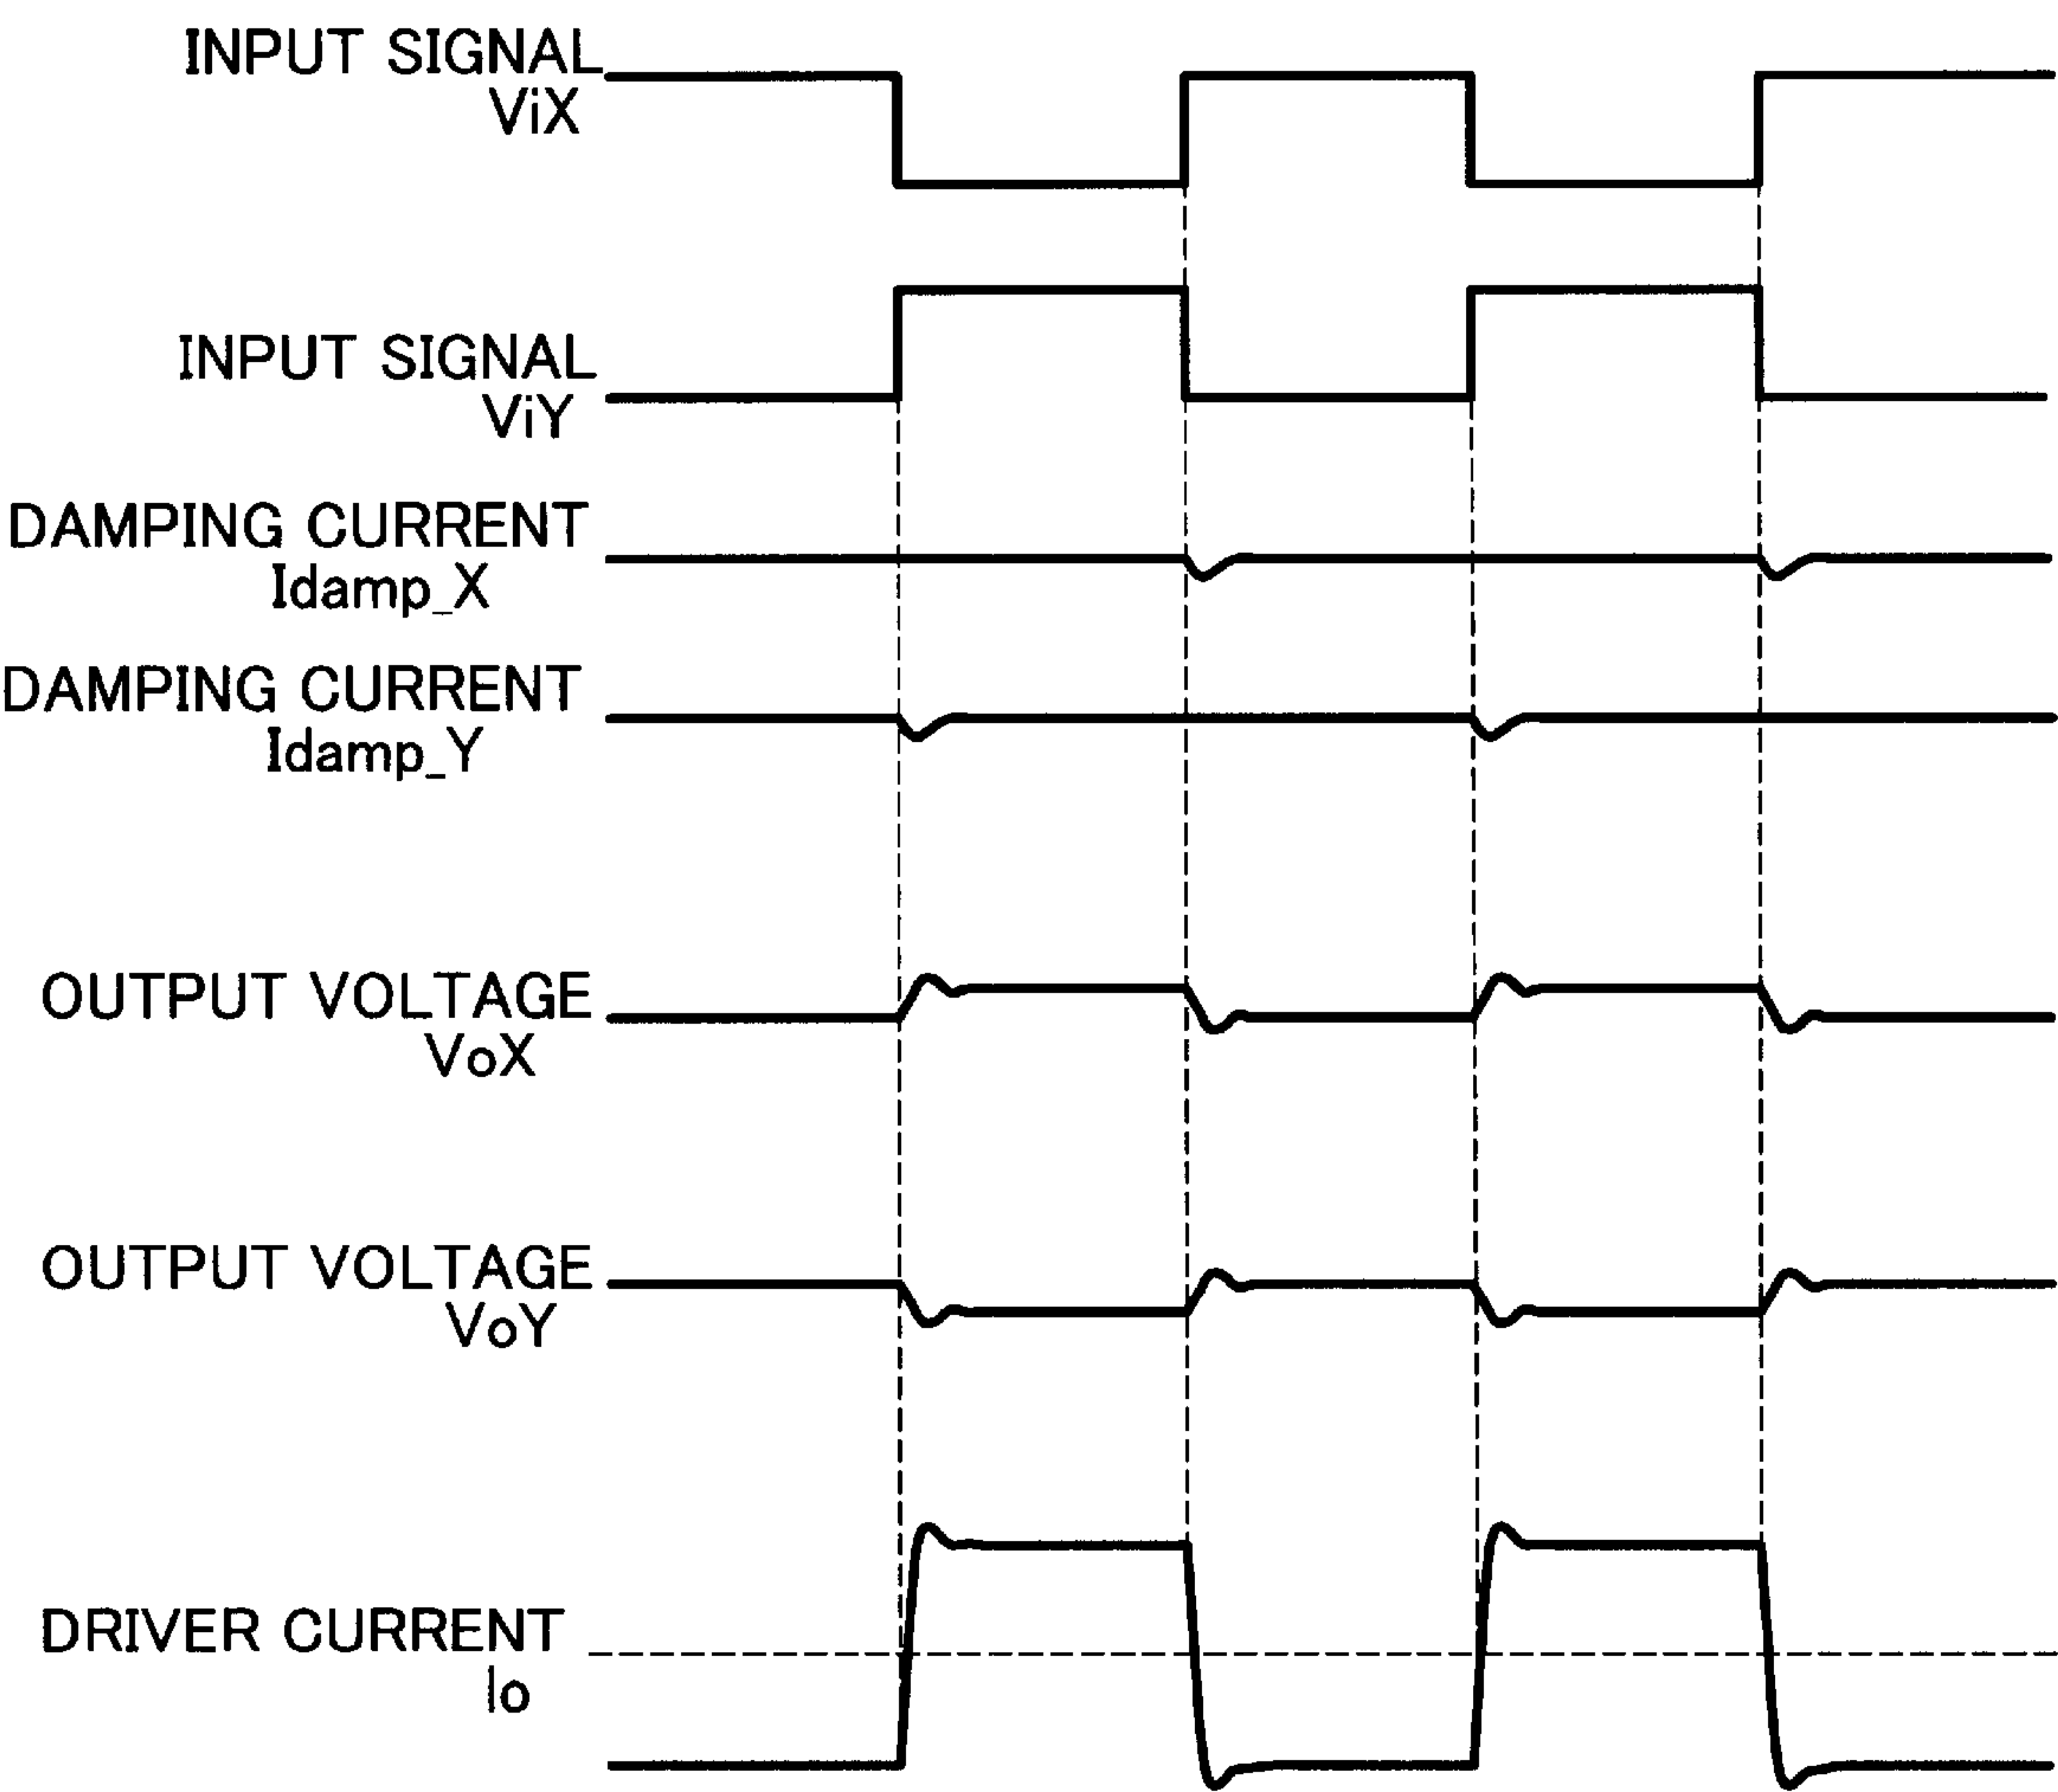 INPUT SIGNAL
ViX
INPUT SIGNAL
ViY
DAMPING CURRENT
Idamp_X
DAMPING CURRENT
Idamp_Y
OUTPUT VOLTAGE
VoX
OUTPUT VOLTAGE
VoY
DRIVER CURRENT
Io